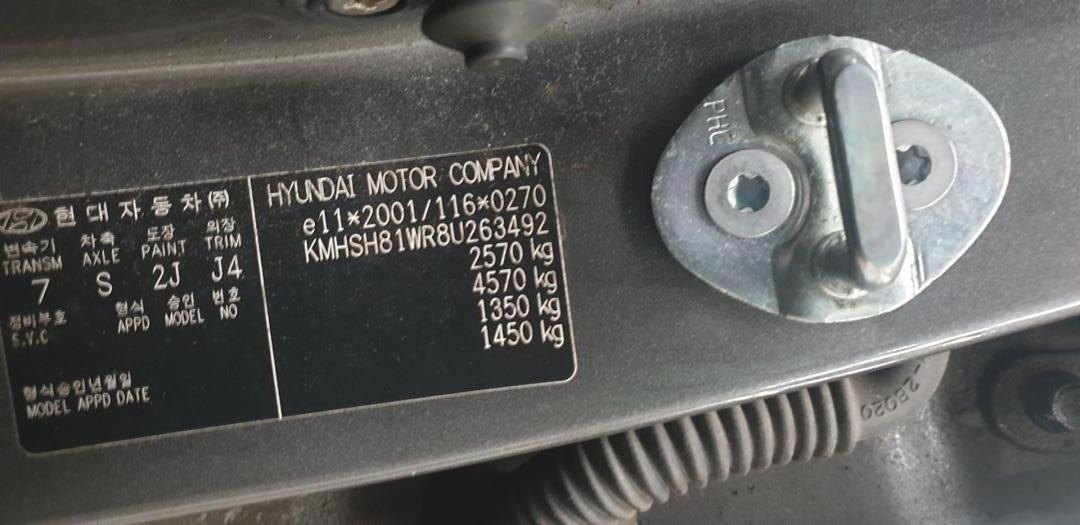 현대자동차㈜
변속기 차축 도장 의장
TRANSM AXLE PAINT TRIM
7 S 2J J4
정비부호 형식 승인 번호
S.V.C APPD MODEL NO
형식승인년월일
MODEL APPD DATE
HYUNDAI MOTOR COMPANY
e11*2001/116*0270
KMHSH81WR8U263492
2570 kg
4570 kg
1350 kg
1450 kg
PHC
-2B020